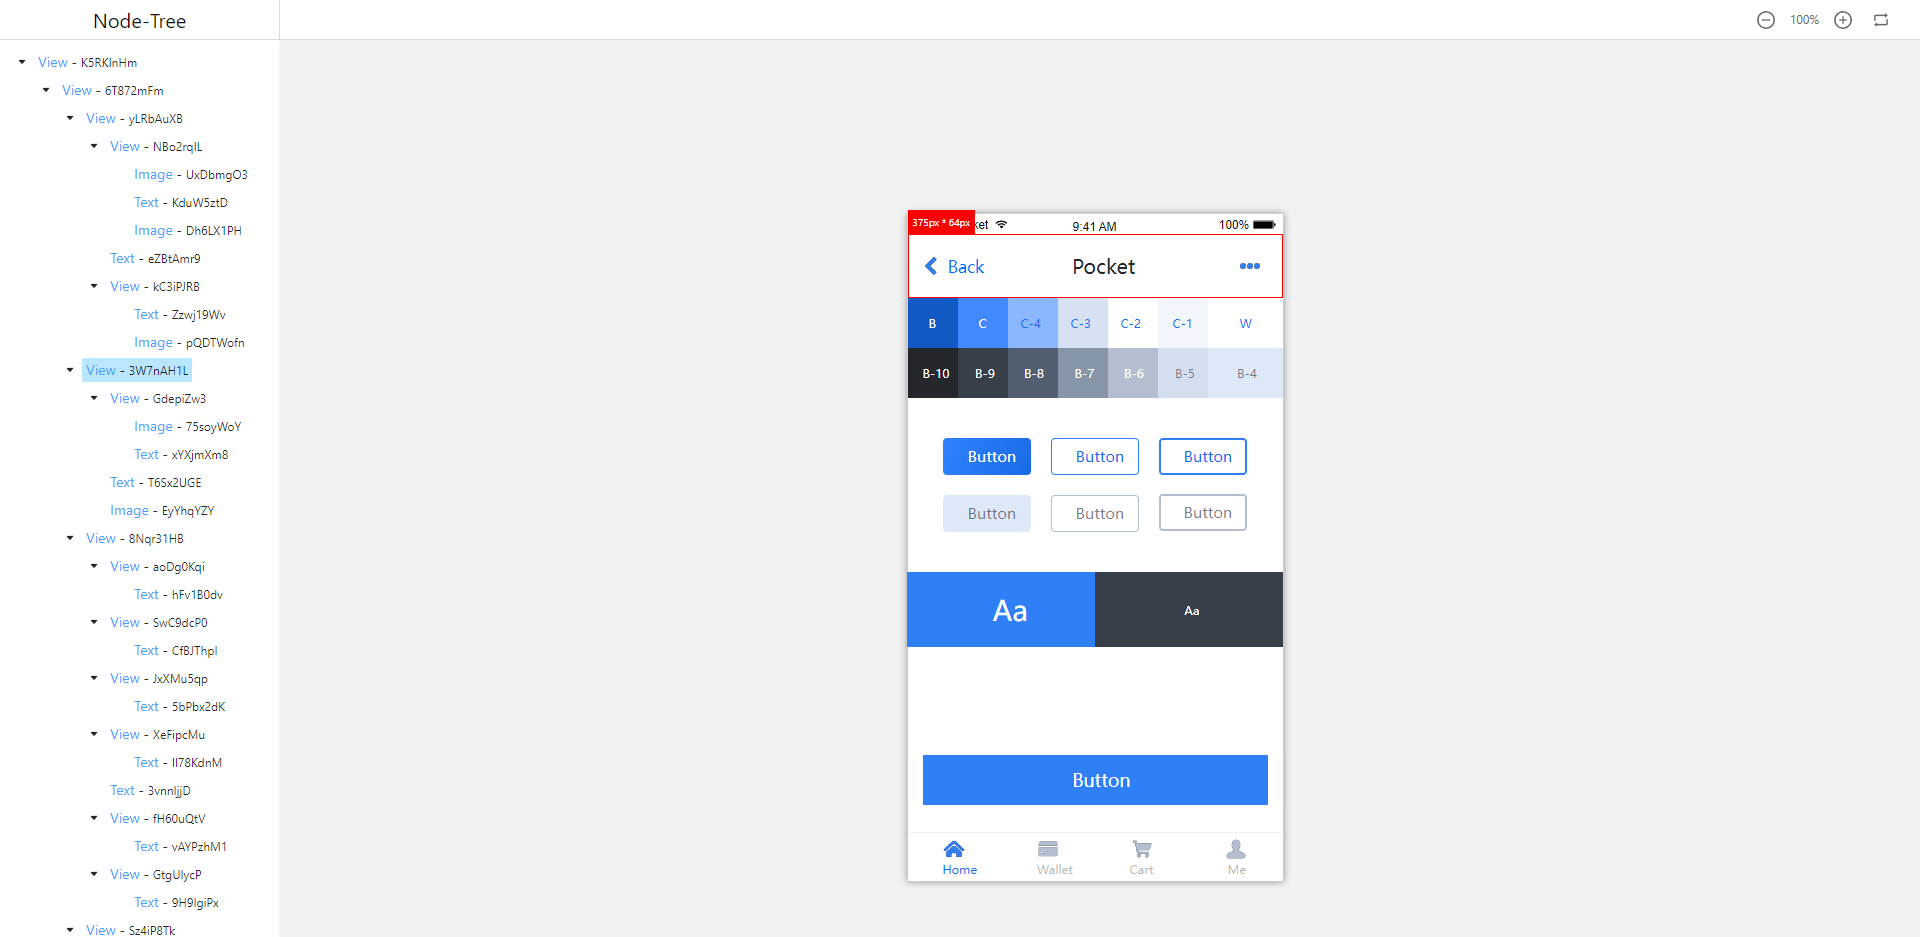 Node-Tree
100%
View - K5RKlnHm
View - 6T872mFm
View - yLRbAuXB
View - NBo2rqlL
Image - UxDbmgO3
Text - KduW5ztD
Image - Dh6LX1PH
Text - eZBtAmr9
View - kC3iPJRB
Text - Zzwj19Wv
Image - pQDTWofn
View - 3W7nAH1L
View - GdepiZw3
Image - 75soyWoY
Text - xYXjmXm8
Text - T6Sx2UGE
Image - EyYhqYZY
View - 8Nqr31HB
View - aoDg0Kqi
Text - hFv1B0dv
View - SwC9dcP0
Text - CfBJThpI
View - JxXMu5qp
Text - 5bPbx2dK
View - XeFipcMu
Text - Il78KdnM
Text - 3vnnljjD
View - fH60uQtV
Text - vAYPzhM1
View - GtgUlycP
Text - 9H9IgiPx
View - Sz4iP8Tk
375px * 64px
ket 9:41 AM 100%
Back Pocket
B C C-4 C-3 C-2 C-1 W
B-10 B-9 B-8 B-7 B-6 B-5 B-4
Button Button Button
Button Button Button
Aa Aa
Button
Home Wallet Cart Me